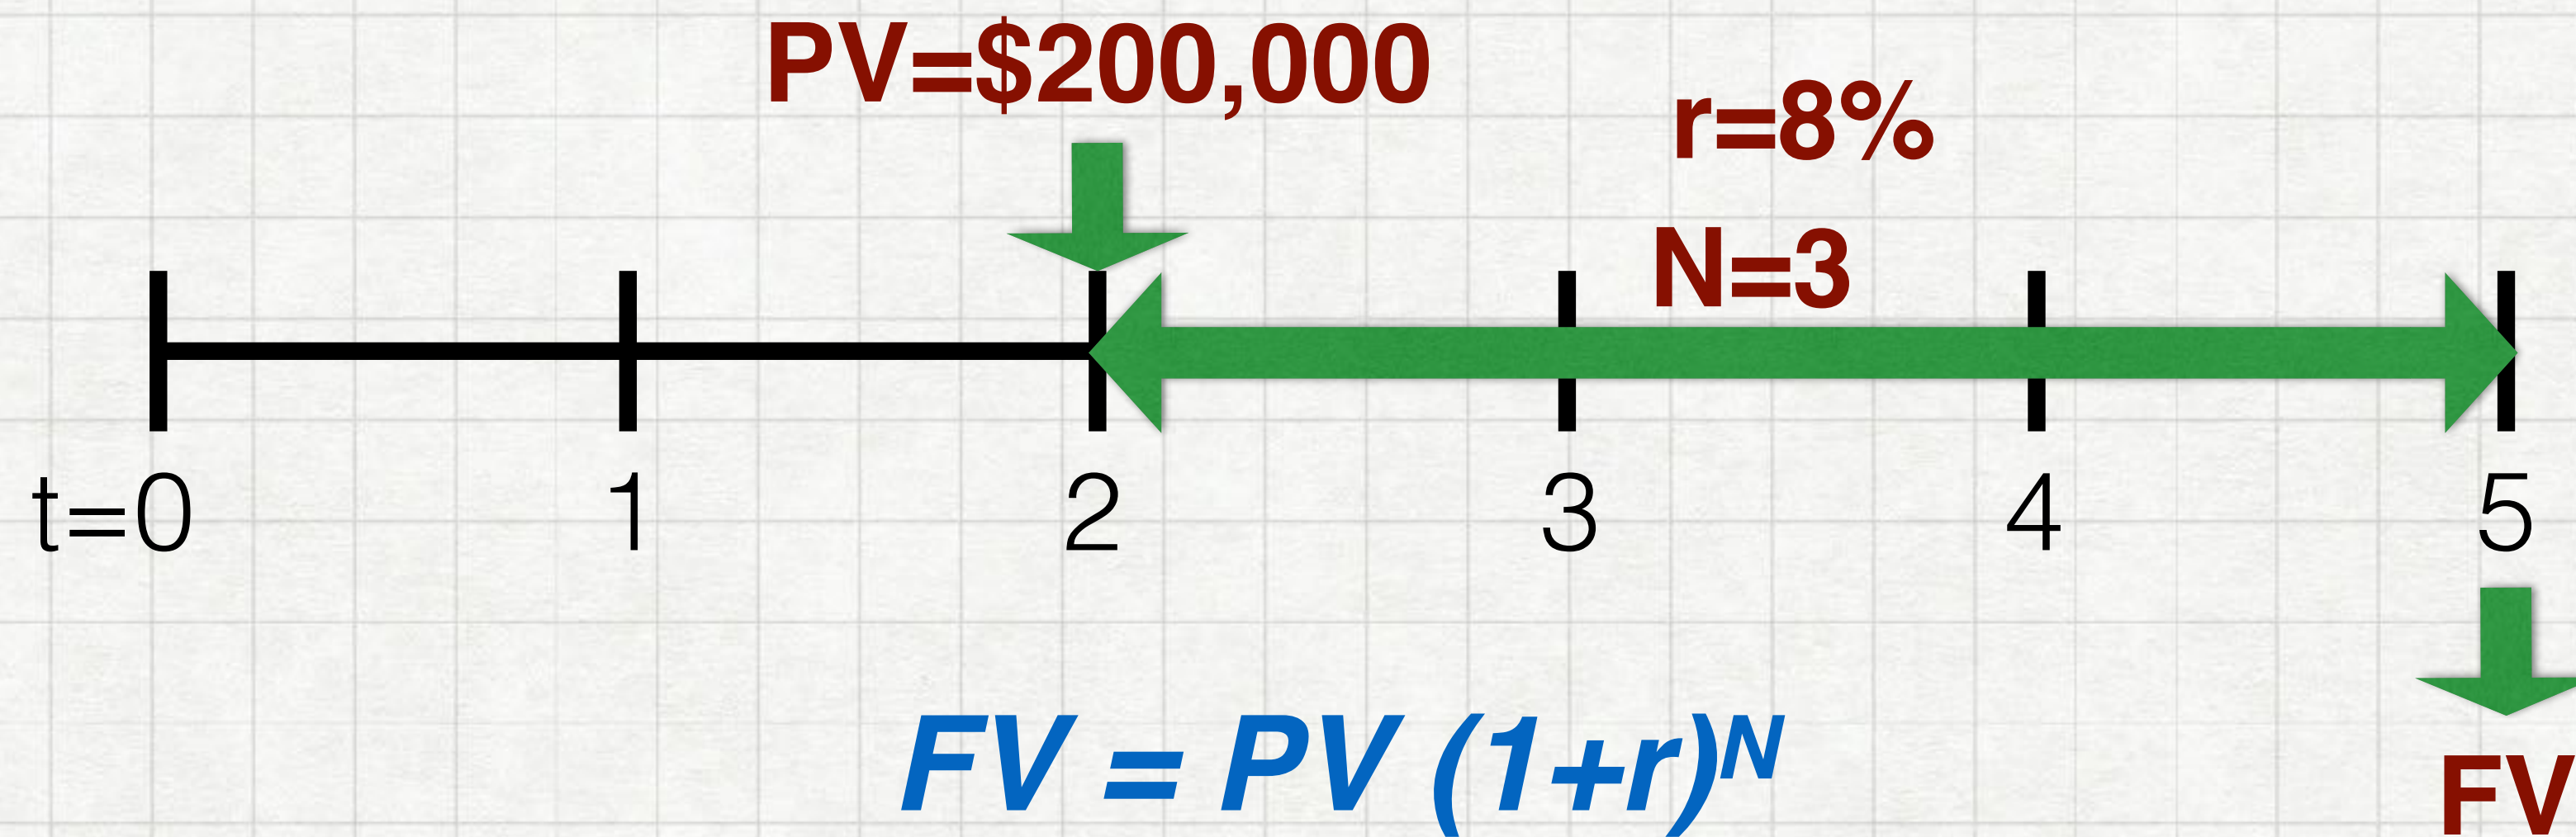 PV=$200,000
r=8%
N=3
t=0 1 2 3 4 5
FV = PV (1+r)ᴺ
FV